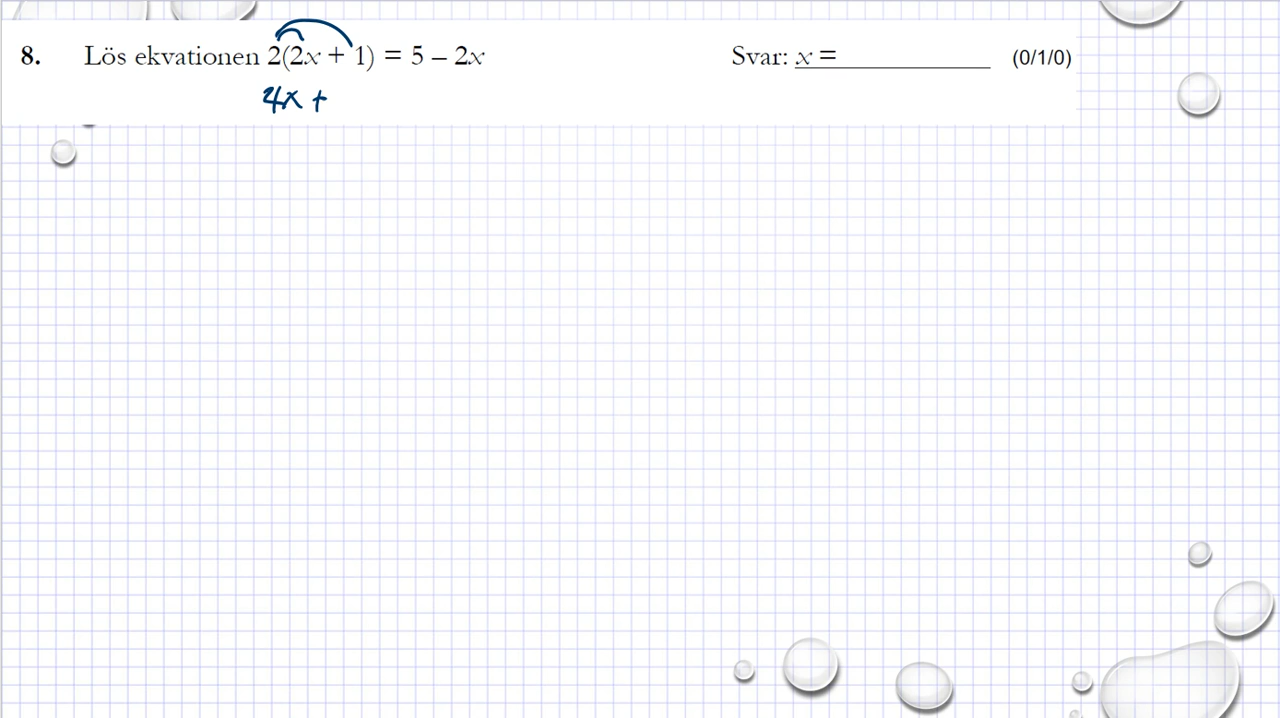 8. Lös ekvationen 2(2x + 1) = 5 – 2x Svar: x = (0/1/0)
4x +